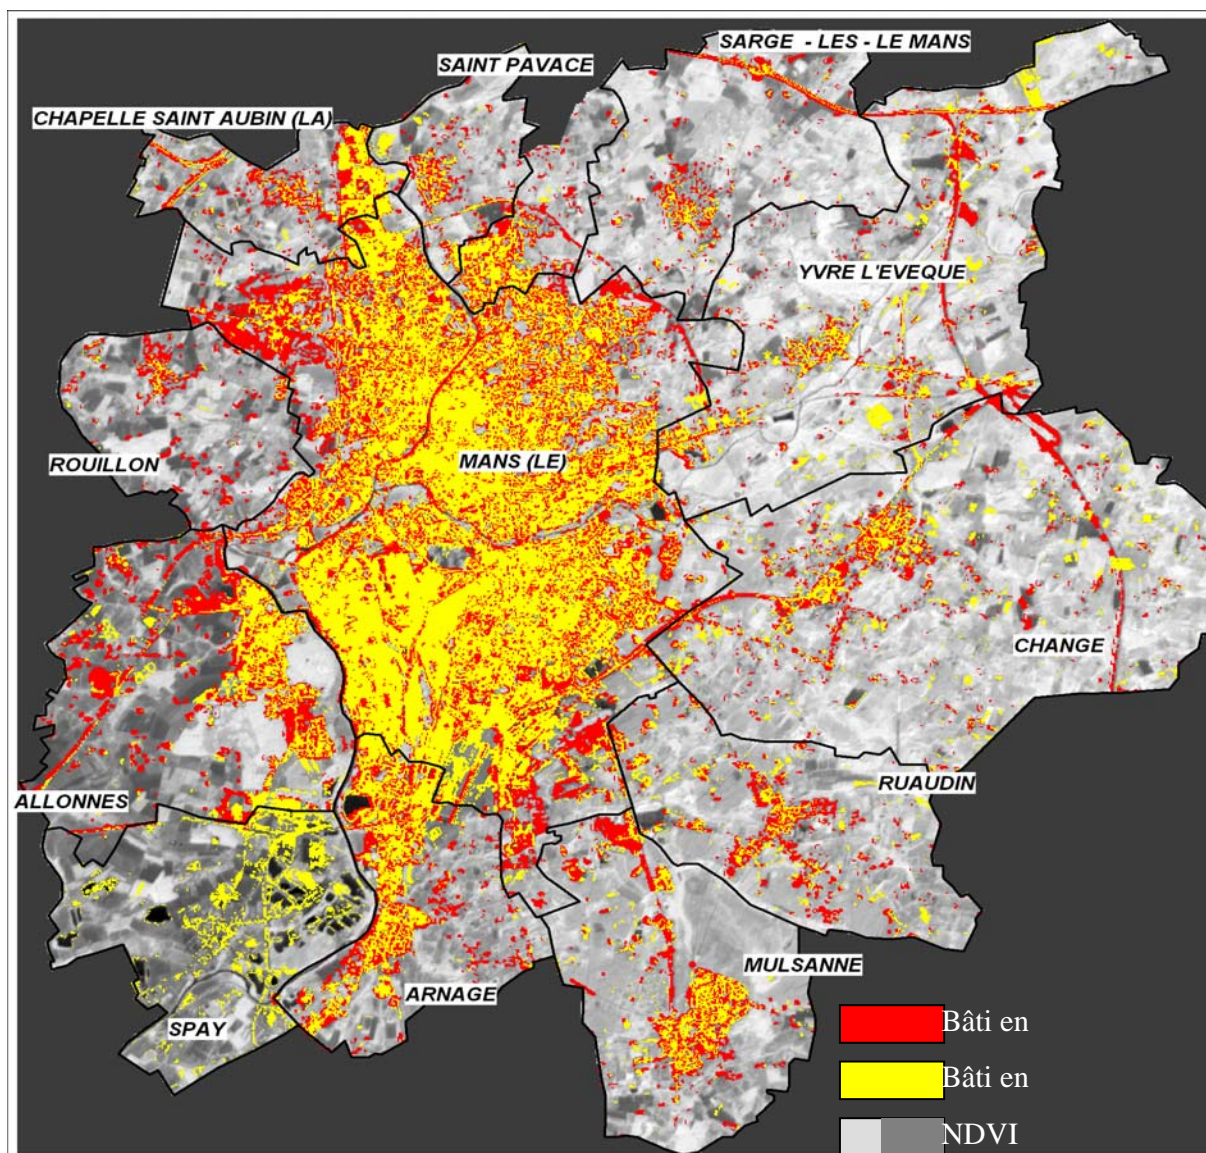 SARGE - LES - LE MANS
SAINT PAVACE
CHAPELLE SAINT AUBIN (LA)
YVRE L'EVEQUE
ROUILLON
MANS (LE)
CHANGE
RUAUDIN
ALLONNES
MULSANNE
ARNAGE
SPAY
Bâti en
Bâti en
NDVI